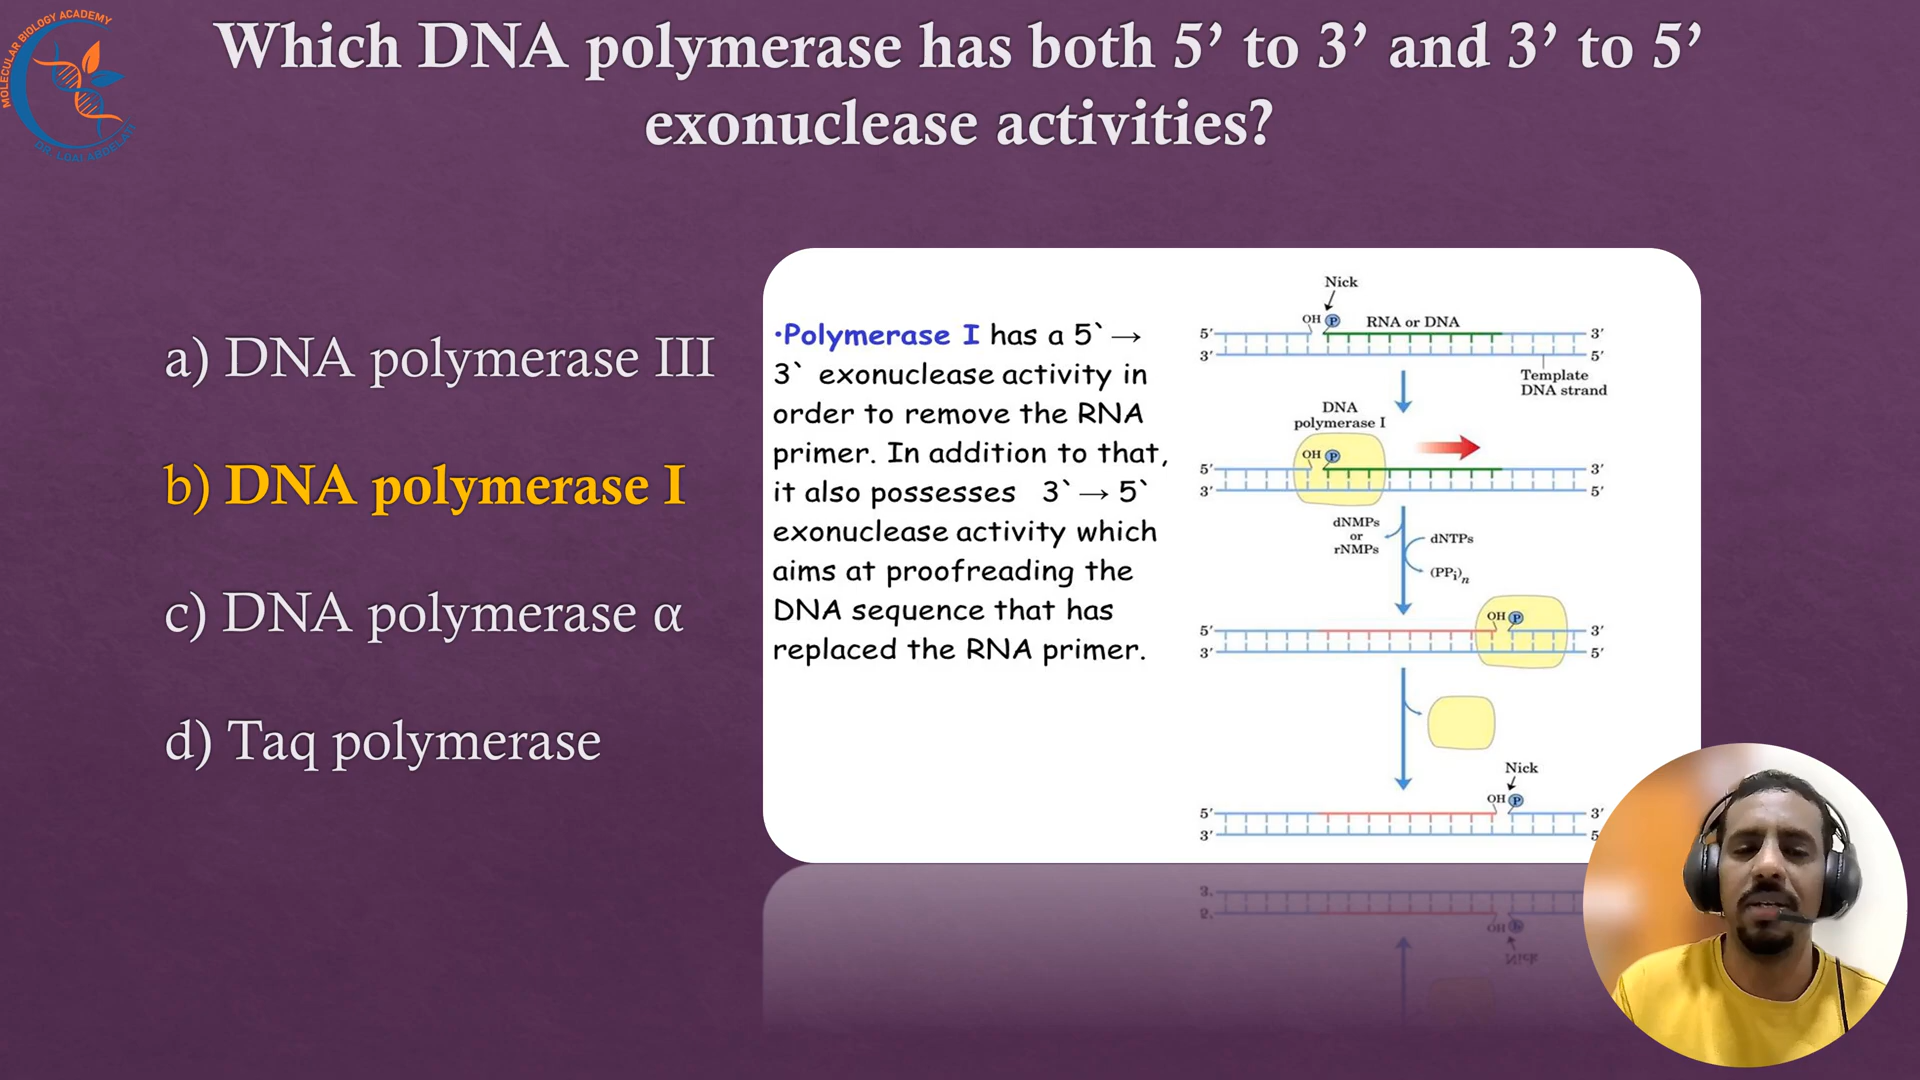 MOLECULAR BIOLOGY ACADEMY
DR. LOAI ABDELATI
Which DNA polymerase has both 5’ to 3’ and 3’ to 5’
exonuclease activities?
a) DNA polymerase III
b) DNA polymerase I
c) DNA polymerase α
d) Taq polymerase
•Polymerase I has a 5` →
3` exonuclease activity in
order to remove the RNA
primer. In addition to that,
it also possesses 3` → 5`
exonuclease activity which
aims at proofreading the
DNA sequence that has
replaced the RNA primer.
Nick
OH P RNA or DNA
5′ 3′
3′ 5′
Template
DNA strand
DNA
polymerase I
OH P
5′ 3′
3′ 5′
dNMPs
or
rNMPs
dNTPs
(PPi)n
OH P
5′ 3′
3′ 5′
Nick
OH P
5′ 3′
3′ 5